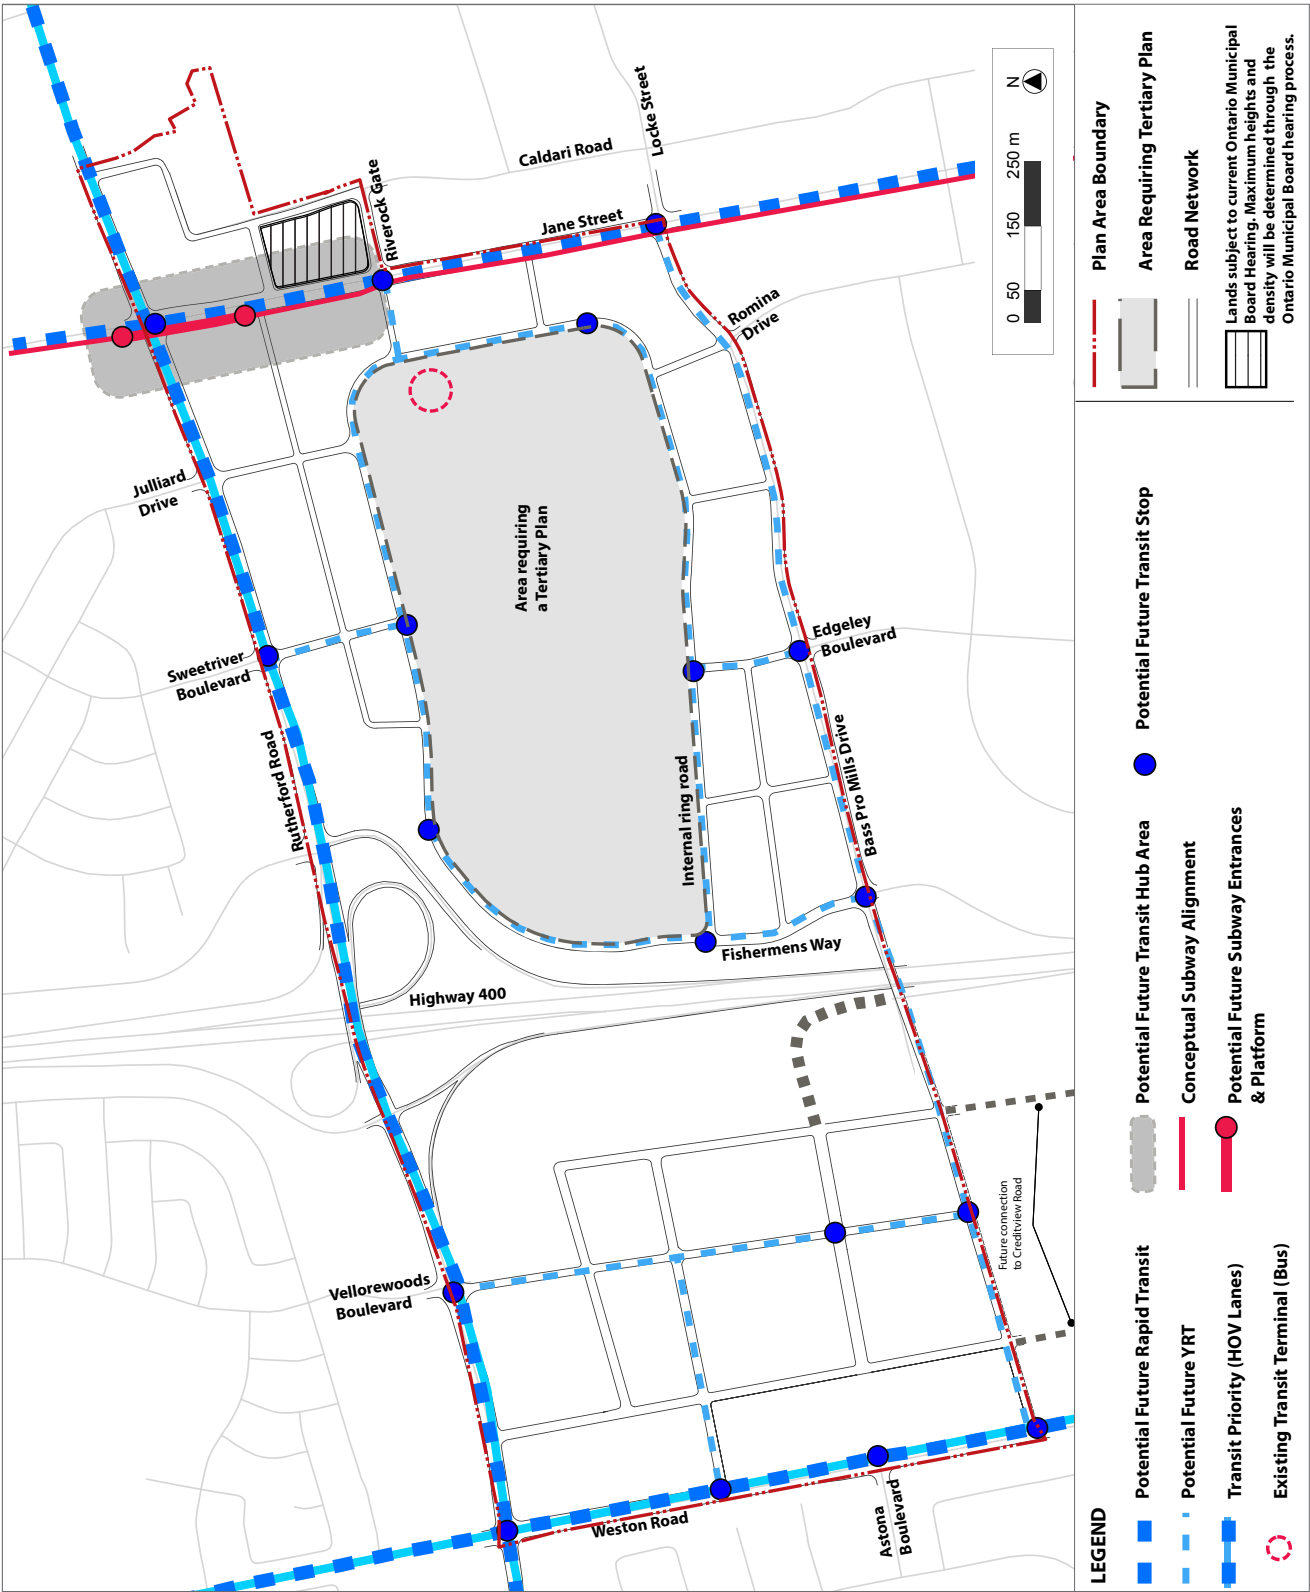 Rutherford Road
Julliard
Drive
Sweetriver
Boulevard
Vellorewoods
Boulevard
Highway 400
Fishermens Way
Internal ring road
Area requiring
a Tertiary Plan
Riverock Gate
Caldari Road
Locke Street
Jane Street
Romina
Drive
Edgeley
Boulevard
Bass Pro Mills Drive
Weston Road
Astona
Boulevard
Future connection
to Creditview Road
0 50 150 250 m
N
LEGEND
Potential Future Rapid Transit
Potential Future YRT
Transit Priority (HOV Lanes)
Existing Transit Terminal (Bus)
Potential Future Transit Hub Area
Conceptual Subway Alignment
Potential Future Subway Entrances
& Platform
Potential Future Transit Stop
Plan Area Boundary
Area Requiring Tertiary Plan
Road Network
Lands subject to current Ontario Municipal
Board Hearing. Maximum heights and
density will be determined through the
Ontario Municipal Board hearing process.